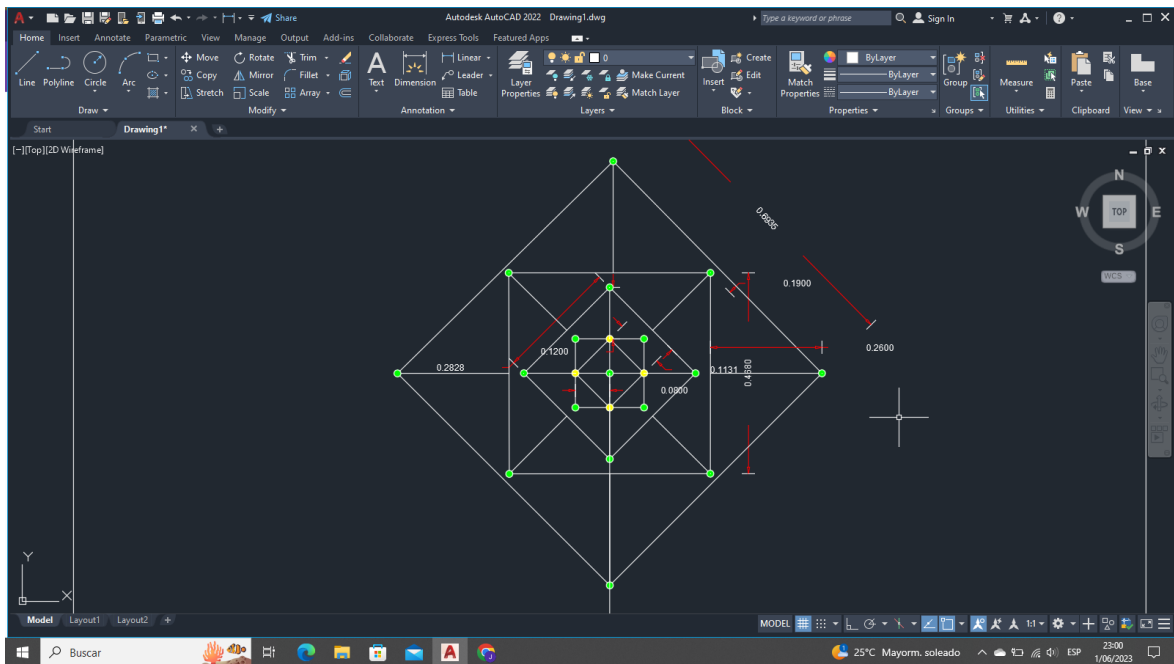 Share
Autodesk AutoCAD 2022 Drawing1.dwg
Type a keyword or phrase
Sign In
Home Insert Annotate Parametric View Manage Output Add-ins Collaborate Express Tools Featured Apps
Line Polyline Circle Arc
Move Rotate Trim
Copy Mirror Fillet
Stretch Scale Array
Text Dimension
Linear
Leader
Table
Layer Properties
0
Make Current
Match Layer
Insert
Create
Edit
Match Properties
ByLayer
ByLayer
ByLayer
Group
Measure
Paste
Base
Draw Modify Annotation Layers Block Properties Groups Utilities Clipboard View
Start Drawing1*
[−][Top][2D Wireframe]
N
W TOP E
S
WCS
0.6935
0.1900
0.2600
0.1200
0.2828
0.1131
0.4680
0.0800
Y
X
Model Layout1 Layout2
MODEL
1:1
Buscar
25°C Mayorm. soleado
ESP
23:00
1/06/2023